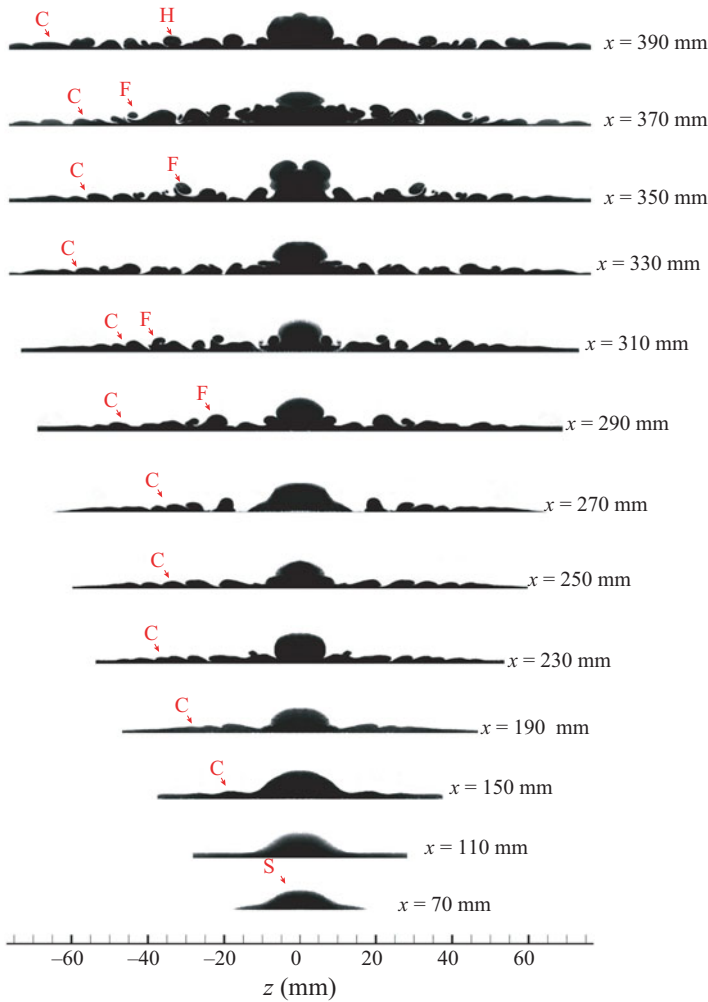 C H
x = 390 mm
C F
x = 370 mm
C F
x = 350 mm
C
x = 330 mm
C F
x = 310 mm
C F
x = 290 mm
C
x = 270 mm
C
x = 250 mm
C
x = 230 mm
C
x = 190 mm
C
x = 150 mm
x = 110 mm
S
x = 70 mm
–60 –40 –20 0 20 40 60
z (mm)